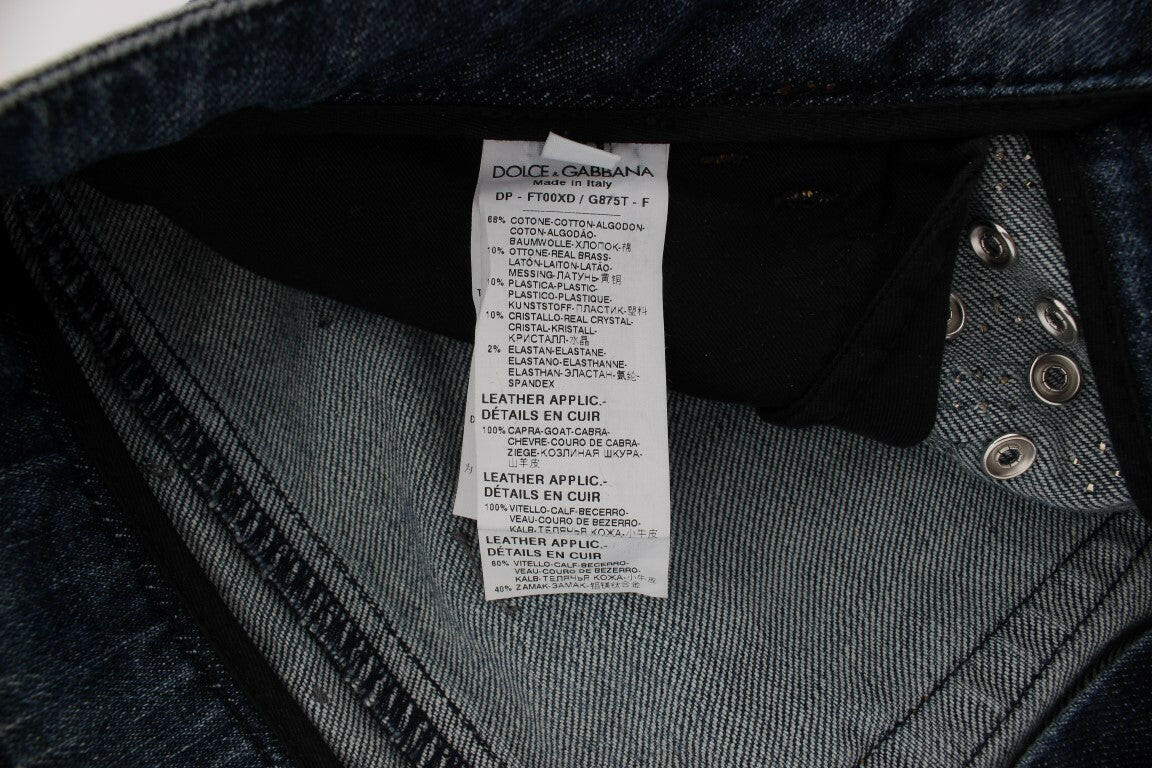 DOLCE & GABBANA
Made in Italy
DP - FT00XD / G875T - F
68% COTONE-COTTON-ALGODON-
COTON-ALGODÃO-
BAUMWOLLE-ХЛОПОК-棉
10% OTTONE-REAL BRASS-
LATÓN-LAITON-LATÃO-
MESSING-ЛАТУНЬ-黄铜
10% PLASTICA-PLASTIC-
PLASTICO-PLASTIQUE-
KUNSTSTOFF-ПЛАСТИК-塑料
10% CRISTALLO-REAL CRYSTAL-
CRISTAL-KRISTALL-
КРИСТАЛЛ-水晶
2% ELASTAN-ELASTANE-
ELASTANO-ELASTHANNE-
ELASTHAN-ЭЛАСТАН-氨纶-
SPANDEX
LEATHER APPLIC.-
DÉTAILS EN CUIR
100% CAPRA-GOAT-CABRA-
CHEVRE-COURO DE CABRA-
ZIEGE-КОЗЛИНАЯ ШКУРА-
山羊皮
LEATHER APPLIC.-
DÉTAILS EN CUIR
100% VITELLO-CALF-BECERRO-
VEAU-COURO DE BEZERRO-
KALB-ТЕЛЯЧЬЯ КОЖА-小牛皮
LEATHER APPLIC.-
DÉTAILS EN CUIR
60% VITELLO-CALF-BECERRO-
VEAU-COURO DE BEZERRO-
KALB-ТЕЛЯЧЬЯ КОЖА-小牛皮
40% ZAMAK-ZAMAK-铝镁钛合金